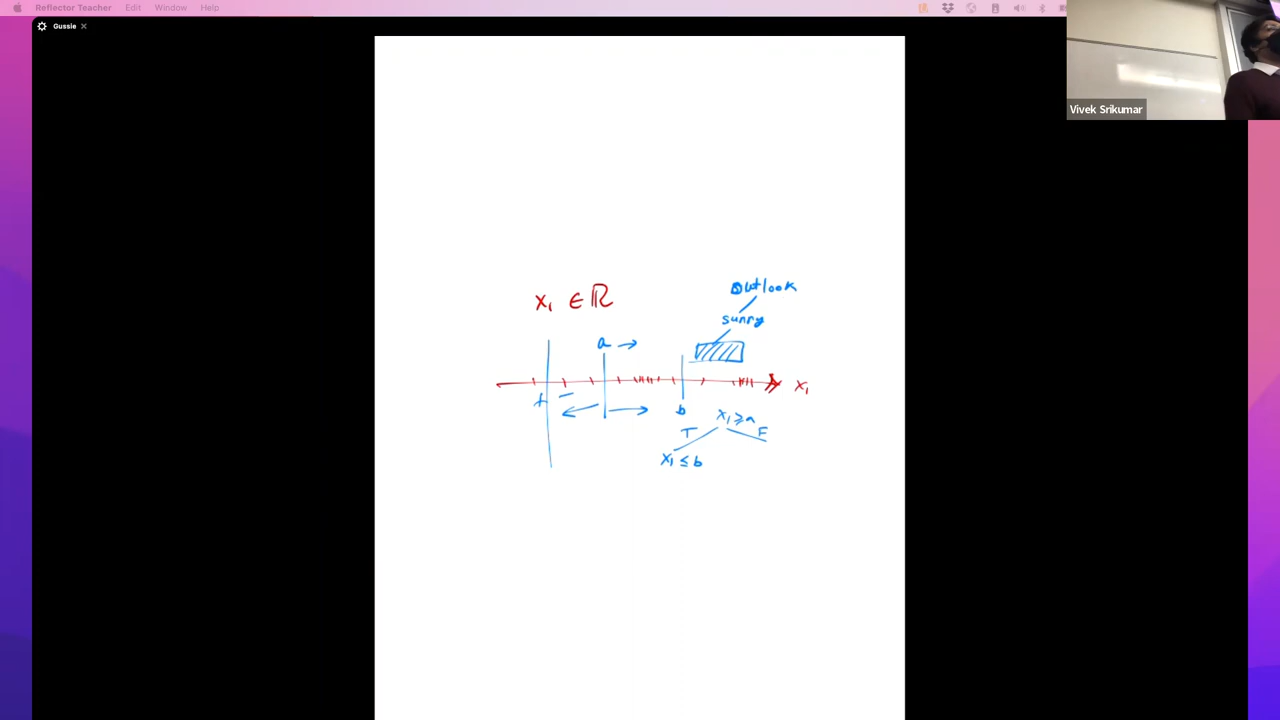 Reflector Teacher Edit Window Help
Gussie
Vivek Srikumar
x₁ ∈ ℝ
Outlook
sunny
a →
x₁
+ –
b
x₁ ≥ a
T F
x₁ ≤ b